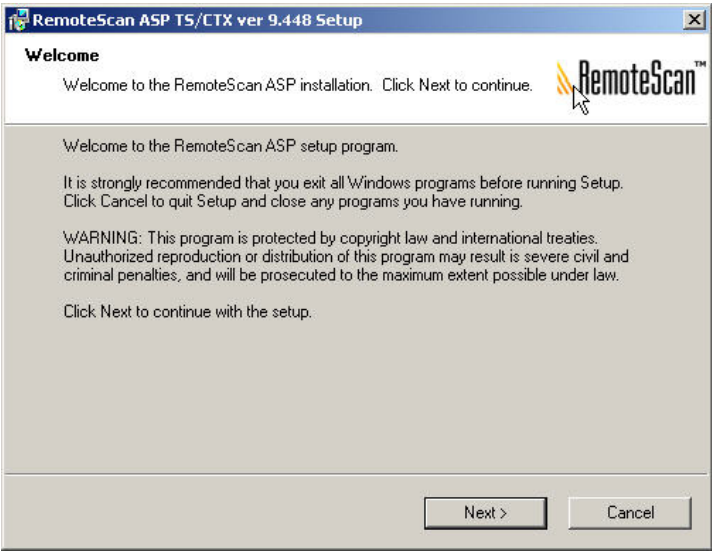 RemoteScan ASP TS/CTX ver 9.448 Setup
Welcome
Welcome to the RemoteScan ASP installation. Click Next to continue.
RemoteScan™
Welcome to the RemoteScan ASP setup program.
It is strongly recommended that you exit all Windows programs before running Setup.
Click Cancel to quit Setup and close any programs you have running.
WARNING: This program is protected by copyright law and international treaties.
Unauthorized reproduction or distribution of this program may result is severe civil and
criminal penalties, and will be prosecuted to the maximum extent possible under law.
Click Next to continue with the setup.
Next >
Cancel